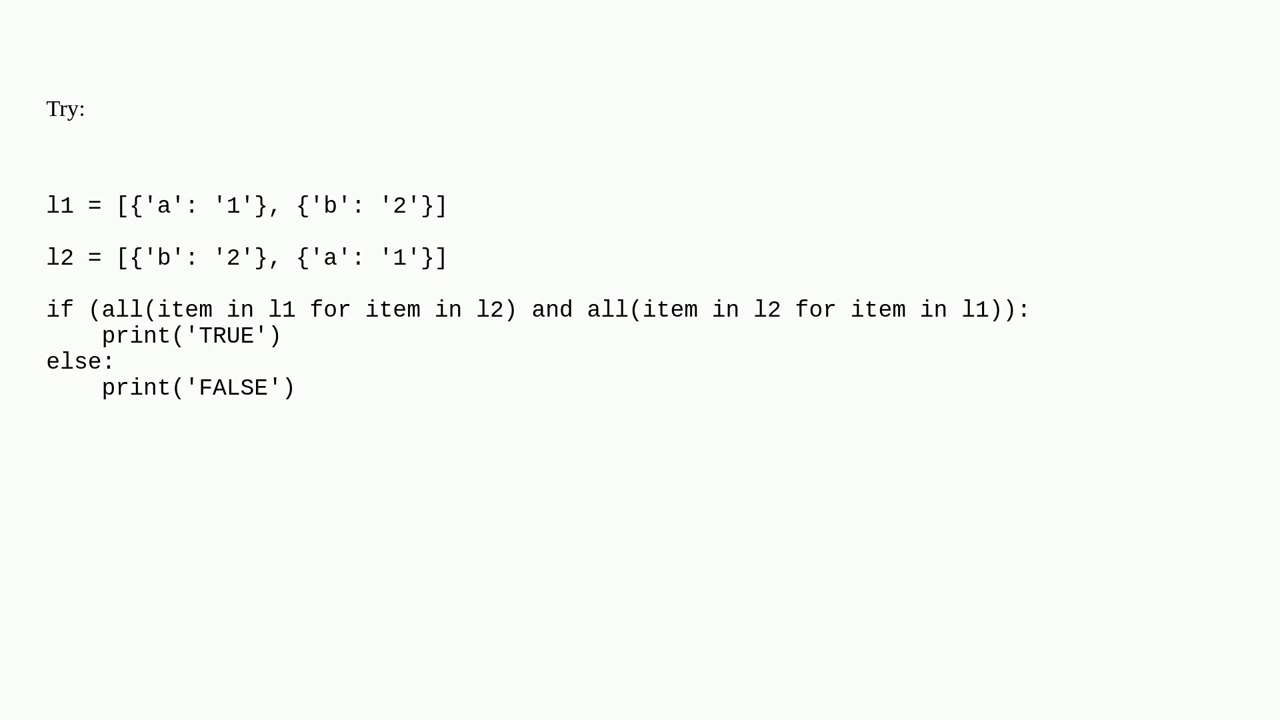 Try:
l1 = [{'a': '1'}, {'b': '2'}]
l2 = [{'b': '2'}, {'a': '1'}]
if (all(item in l1 for item in l2) and all(item in l2 for item in l1)):
    print('TRUE')
else:
    print('FALSE')